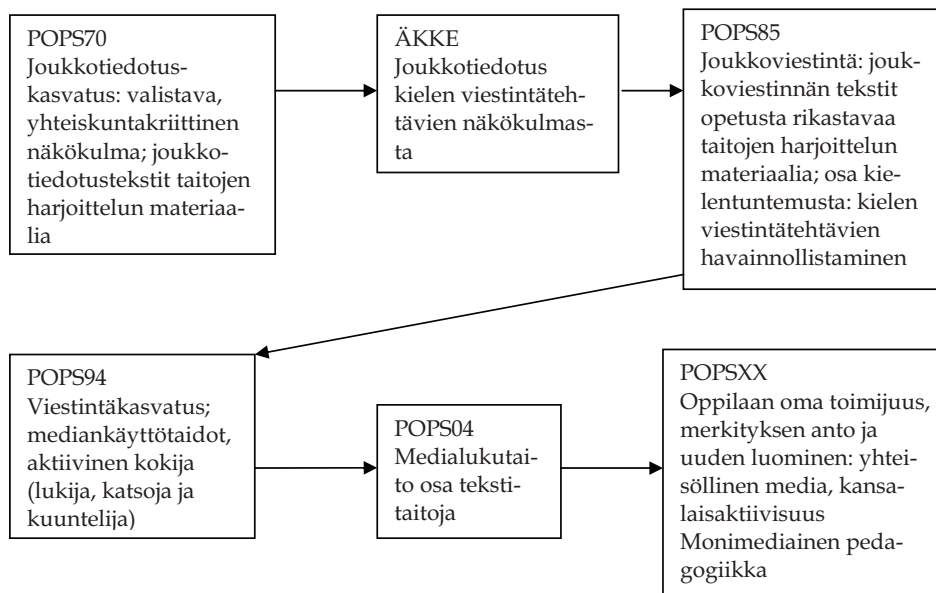 POPS70
Joukkotiedotus-
kasvatus: valistava,
yhteiskuntakriittinen
näkökulma; joukko-
tiedotustekstit taitojen
harjoittelun materiaa-
lia
ÄKKE
Joukkotiedotus
kielen viestintäteh-
tävien näkökulmas-
ta
POPS85
Joukkoviestintä: jouk-
koviestinnän tekstit
opetusta rikastavaa
taitojen harjoittelun
materiaalia; osa kie-
lentuntemusta: kielen
viestintätehtävien
havainnollistaminen
POPS94
Viestintäkasvatus;
mediankäyttötaidot,
aktiivinen kokija
(lukija, katsoja ja
kuuntelija)
POPS04
Medialukutai-
to osa teksti-
taitoja
POPSXX
Oppilaan oma toimijuus,
merkityksen anto ja
uuden luominen: yhtei-
söllinen media, kansa-
laisaktiivisuus
Monimediainen peda-
gogiikka